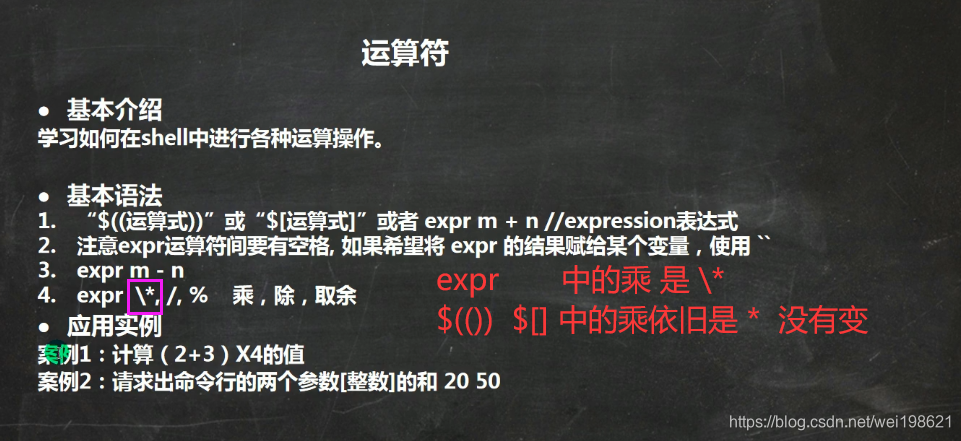 运算符
● 基本介绍
学习如何在shell中进行各种运算操作。
● 基本语法
1. “$((运算式))”或“$[运算式]”或者 expr m + n //expression表达式
2. 注意expr运算符间要有空格, 如果希望将 expr 的结果赋给某个变量，使用 ``
3. expr m - n
4. expr \*, /, % 乘，除，取余
expr 中的乘 是 \*
$(()) $[] 中的乘依旧是 * 没有变
● 应用实例
案例1：计算（2+3）X4的值
案例2：请求出命令行的两个参数[整数]的和 20 50
https://blog.csdn.net/wei198621